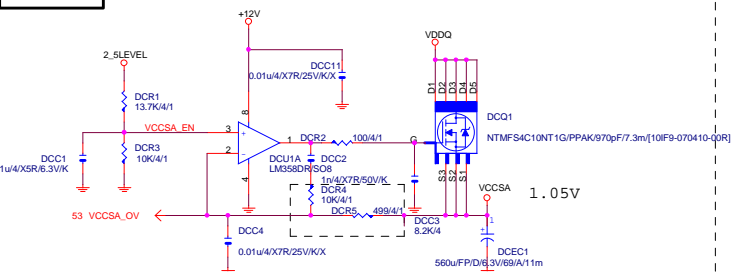 +12V
2_5LEVEL
VDDQ
DCC11
0.01u/4/X7R/25V/K/X
D1
D2
D3
D4
D5
DCR1
13.7K/4/1
8
DCQ1
VCCSA_EN
3
+
1
DCR2
100/4/1
G
NTMFS4C10NT1G/PPAK/970pF/7.3m/[10IF9-070410-00R]
DCC1
1u/4/X5R/6.3V/K
DCR3
10K/4/1
2
-
DCU1A
LM358DR/SO8
DCC2
1n/4/X7R/50V/K
4
S3
S2
S1
DCR4
10K/4/1
VCCSA
1.05V
53 VCCSA_OV
DCR5
499/4/1
DCC3
8.2K/4
1
+
DCC4
0.01u/4/X7R/25V/K/X
DCEC1
560u/FP/D/6.3V/69/A/11m